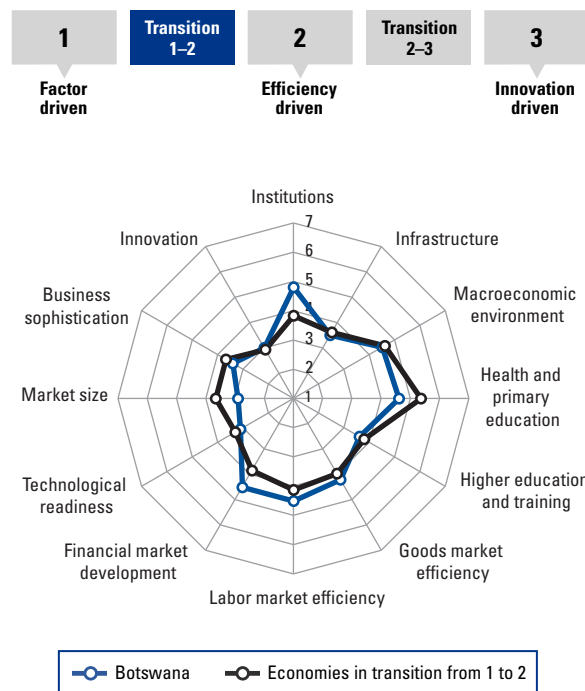 1
Transition
1–2
2
Transition
2–3
3
Factor
driven
Efficiency
driven
Innovation
driven
Institutions
7
6
5
4
3
2
1
Infrastructure
Macroeconomic
environment
Health and
primary
education
Higher education
and training
Goods market
efficiency
Labor market efficiency
Financial market
development
Technological
readiness
Market size
Business
sophistication
Innovation
Botswana
Economies in transition from 1 to 2